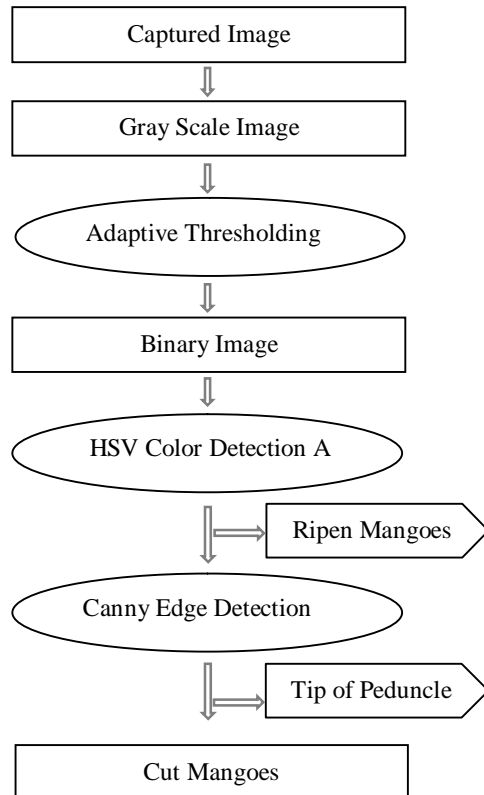 Captured Image
Gray Scale Image
Adaptive Thresholding
Binary Image
HSV Color Detection A
Ripen Mangoes
Canny Edge Detection
Tip of Peduncle
Cut Mangoes